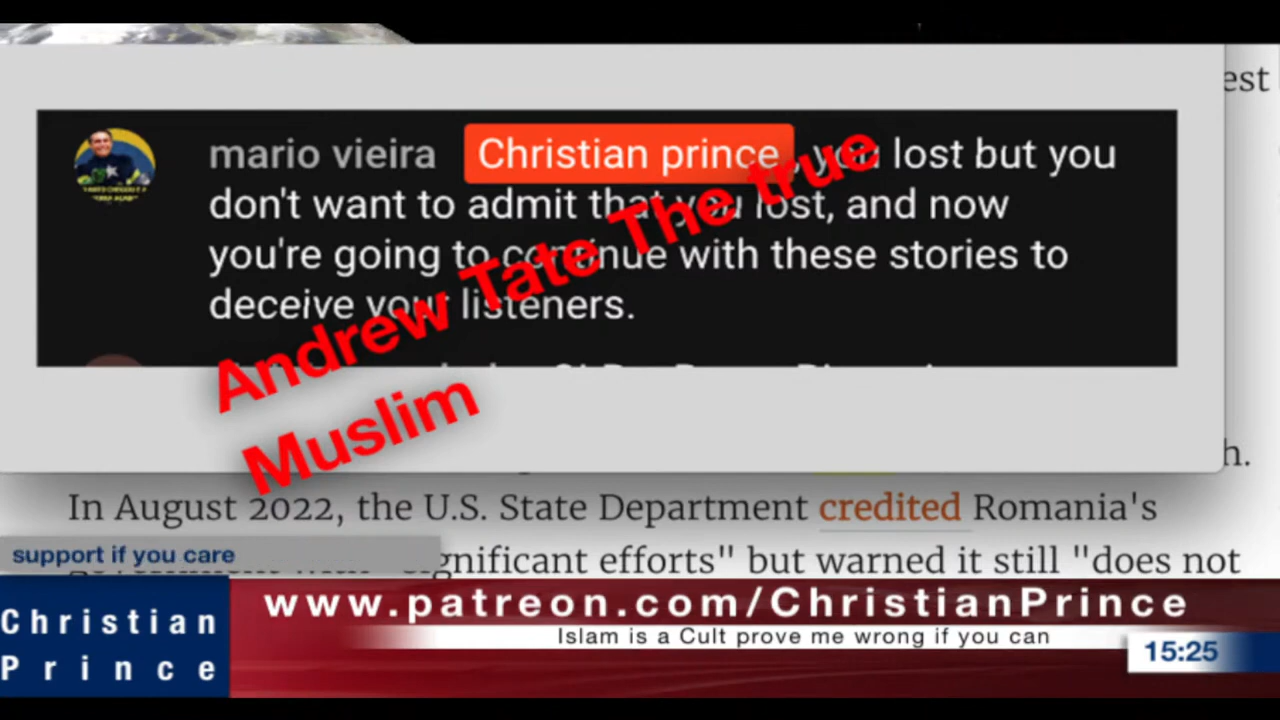 est
mario vieira Christian prince , you lost but you
don't want to admit that you lost, and now
you're going to continue with these stories to
deceive your listeners.
Andrew Tate The true
Muslim
h.
In August 2022, the U.S. State Department credited Romania's
significant efforts" but warned it still "does not
support if you care
Christian
Prince
www.patreon.com/ChristianPrince
Islam is a Cult prove me wrong if you can
15:25